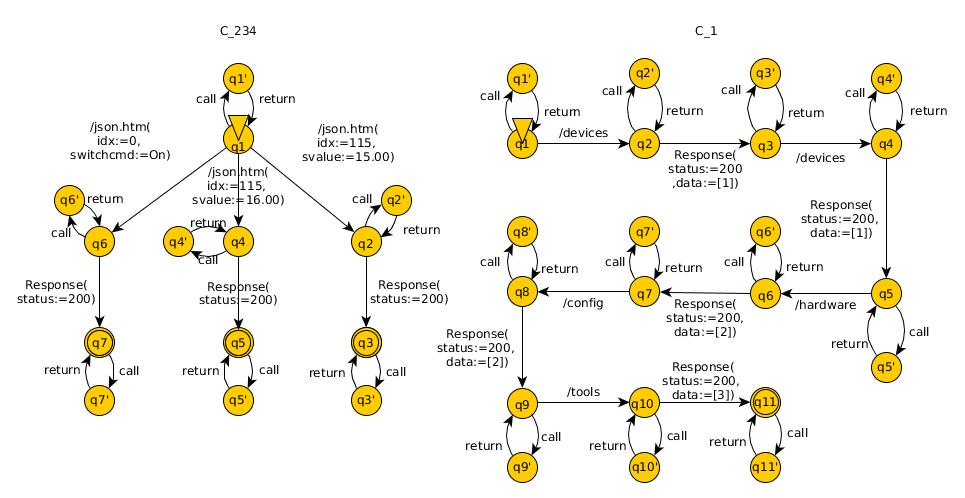 C_234
q1'
call
return
q1
/json.htm(
idx:=0,
switchcmd:=On)
/json.htm(
idx:=115,
svalue:=16.00)
/json.htm(
idx:=115,
svalue:=15.00)
q6'
return
call
q6
q4'
return
call
q4
q2'
call
return
q2
Response(
status:=200)
Response(
status:=200)
Response(
status:=200)
q7
return
call
q7'
q5
return
call
q5'
q3
return
call
q3'
C_1
q1'
call
return
q1
/devices
q2'
call
return
q2
Response(
status:=200
,data:=[1])
q3'
call
return
q3
/devices
q4'
call
return
q4
Response(
status:=200,
data:=[1])
q5
return
call
q5'
/hardware
q6'
call
return
q6
Response(
status:=200,
data:=[2])
q7'
call
return
q7
/config
q8'
call
return
q8
Response(
status:=200,
data:=[2])
q9
return
call
q9'
/tools
q10
return
call
q10'
Response(
status:=200,
data:=[3])
q11
return
call
q11'